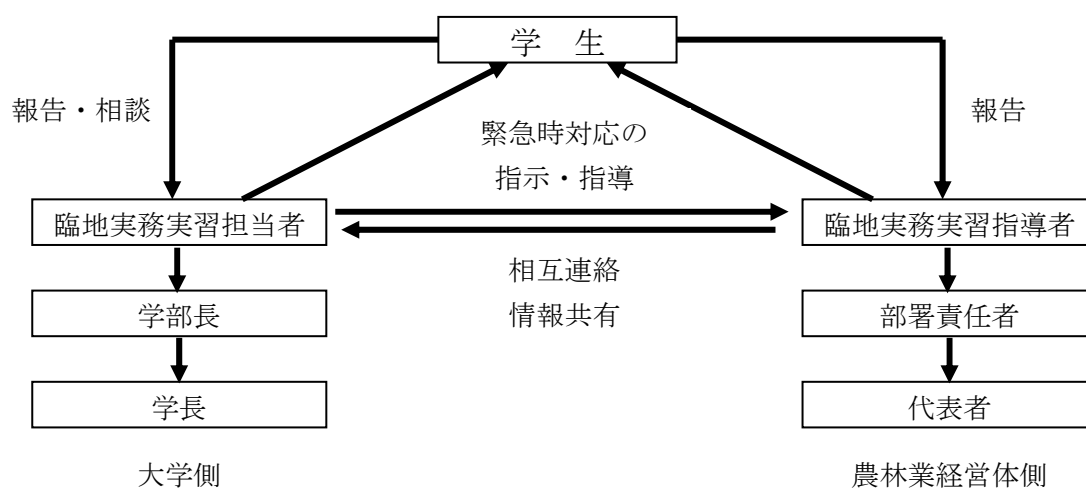 学　生
報告・相談
報告
緊急時対応の
指示・指導
臨地実務実習担当者
臨地実務実習指導者
相互連絡
情報共有
学部長
部署責任者
学長
代表者
大学側
農林業経営体側